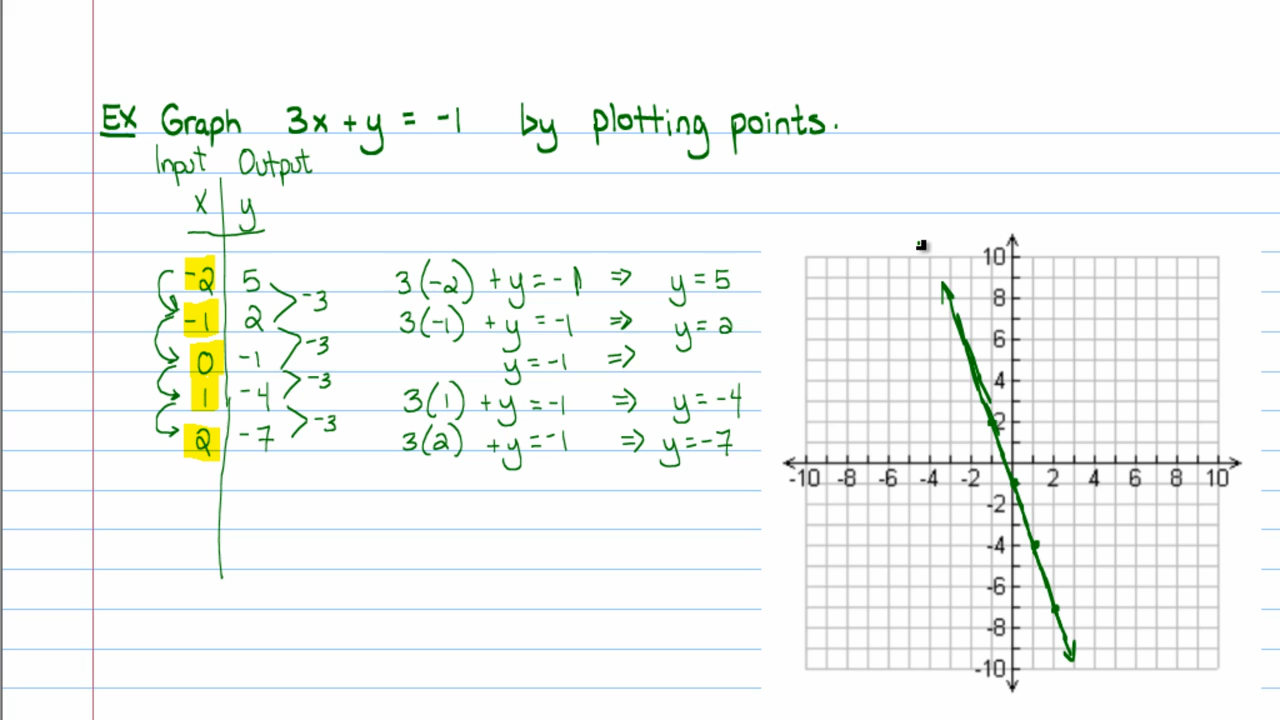 EX Graph 3x + y = -1 by plotting points.
Input Output
x y
-2 5 -3 3(-2) + y = -1 => y = 5
-1 2 -3 3(-1) + y = -1 => y = 2
0 -1 -3 y = -1 =>
1 -4 -3 3(1) + y = -1 => y = -4
2 -7 3(2) + y = -1 => y = -7
10
8
6
4
2
-10 -8 -6 -4 -2 2 4 6 8 10
-2
-4
-6
-8
-10